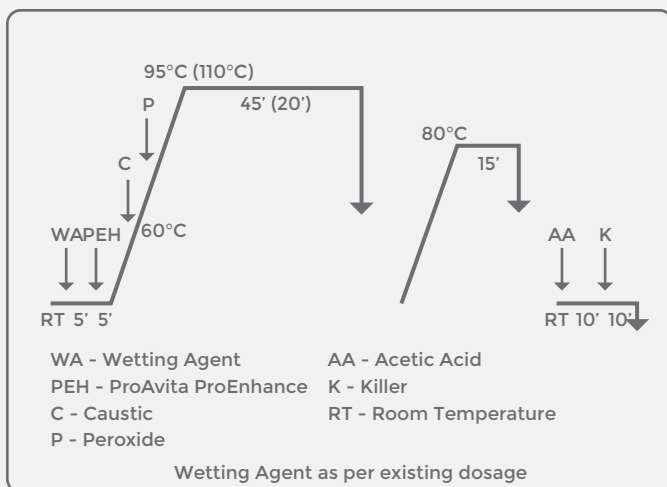 95°C (110°C)
45' (20')
P
80°C
15'
C
60°C
WA PEH
AA K
RT 5' 5'
RT 10' 10'
WA - Wetting Agent
PEH - ProAvita ProEnhance
C - Caustic
P - Peroxide
AA - Acetic Acid
K - Killer
RT - Room Temperature
Wetting Agent as per existing dosage